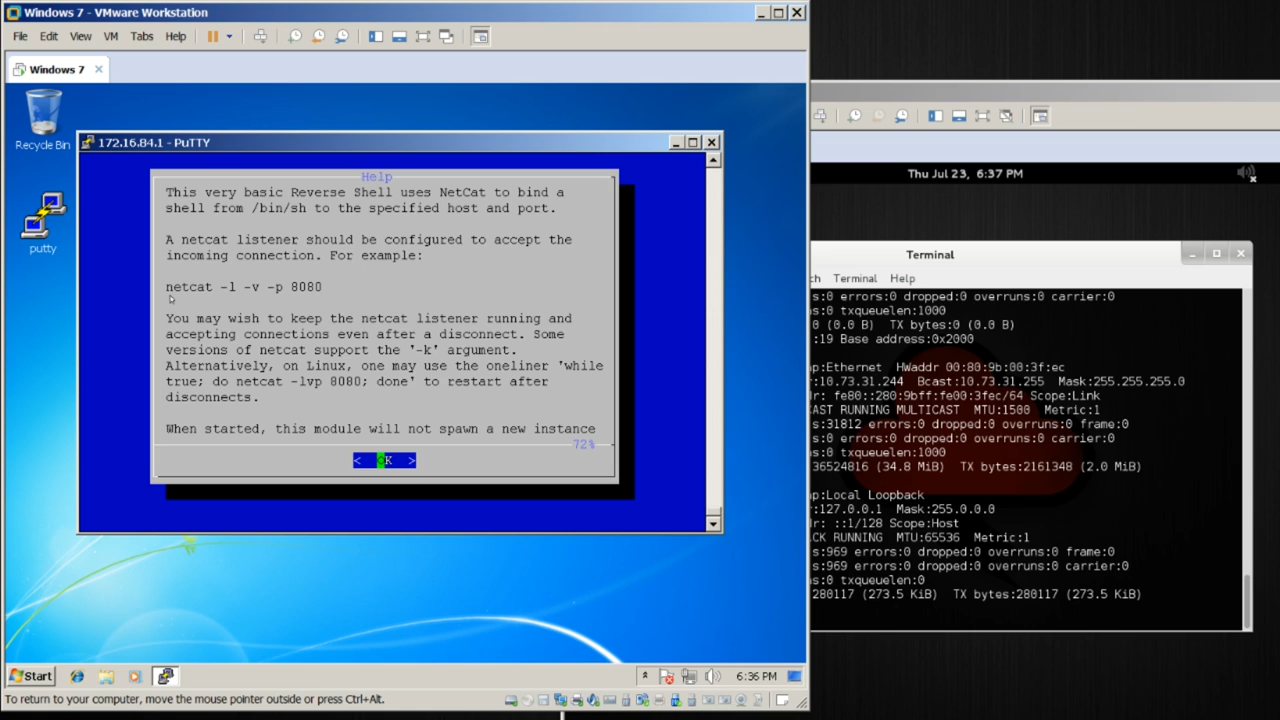 Windows 7 - VMware Workstation
File Edit View VM Tabs Help
Windows 7
Recycle Bin
putty
172.16.84.1 - PuTTY
Help
This very basic Reverse Shell uses NetCat to bind a
shell from /bin/sh to the specified host and port.
A netcat listener should be configured to accept the
incoming connection. For example:
netcat -l -v -p 8080
You may wish to keep the netcat listener running and
accepting connections even after a disconnect. Some
versions of netcat support the '-k' argument.
Alternatively, on Linux, one may use the oneliner 'while
true; do netcat -lvp 8080; done' to restart after
disconnects.
When started, this module will not spawn a new instance
72%
< OK >
Start
6:36 PM
To return to your computer, move the mouse pointer outside or press Ctrl+Alt.
Thu Jul 23, 6:37 PM
Terminal
ch Terminal Help
s:0 errors:0 dropped:0 overruns:0 carrier:0
s:0 txqueuelen:1000
0 (0.0 B) TX bytes:0 (0.0 B)
:19 Base address:0x2000
p:Ethernet HWaddr 00:80:9b:00:3f:ec
:10.73.31.244 Bcast:10.73.31.255 Mask:255.255.255.0
r: fe80::280:9bff:fe00:3fec/64 Scope:Link
AST RUNNING MULTICAST MTU:1500 Metric:1
s:31812 errors:0 dropped:0 overruns:0 frame:0
s:0 errors:0 dropped:0 overruns:0 carrier:0
s:0 txqueuelen:1000
36524816 (34.8 MiB) TX bytes:2161348 (2.0 MiB)
p:Local Loopback
:127.0.0.1 Mask:255.0.0.0
r: ::1/128 Scope:Host
CK RUNNING MTU:65536 Metric:1
s:969 errors:0 dropped:0 overruns:0 frame:0
s:969 errors:0 dropped:0 overruns:0 carrier:0
s:0 txqueuelen:0
280117 (273.5 KiB) TX bytes:280117 (273.5 KiB)